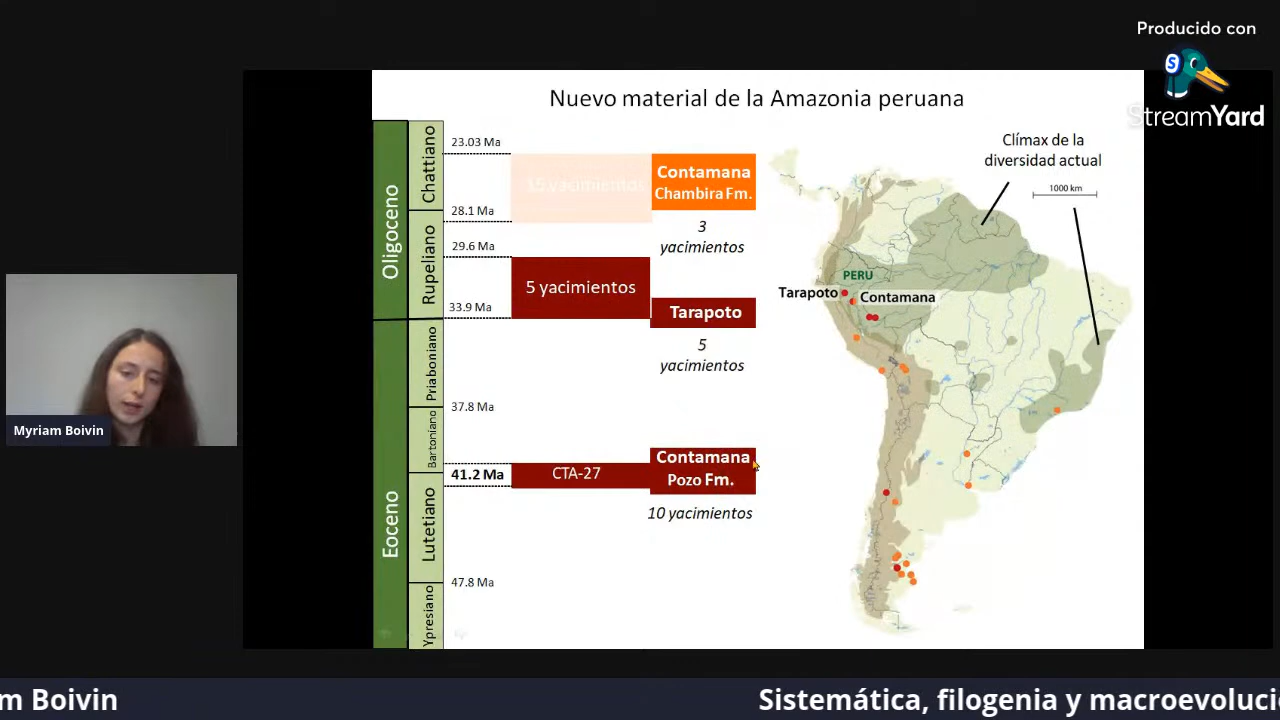 Producido con
StreamYard
Nuevo material de la Amazonia peruana
Oligoceno
Eoceno
Chattiano
Rupeliano
Priaboniano
Bartoniano
Lutetiano
Ypresiano
23.03 Ma
28.1 Ma
29.6 Ma
33.9 Ma
37.8 Ma
41.2 Ma
47.8 Ma
15 yacimientos
Contamana
Chambira Fm.
3
yacimientos
5 yacimientos
Tarapoto
5
yacimientos
CTA-27
Contamana
Pozo Fm.
10 yacimientos
Clímax de la
diversidad actual
1000 km
PERU
Tarapoto
Contamana
Myriam Boivin
m Boivin
Sistemática, filogenia y macroevoluci